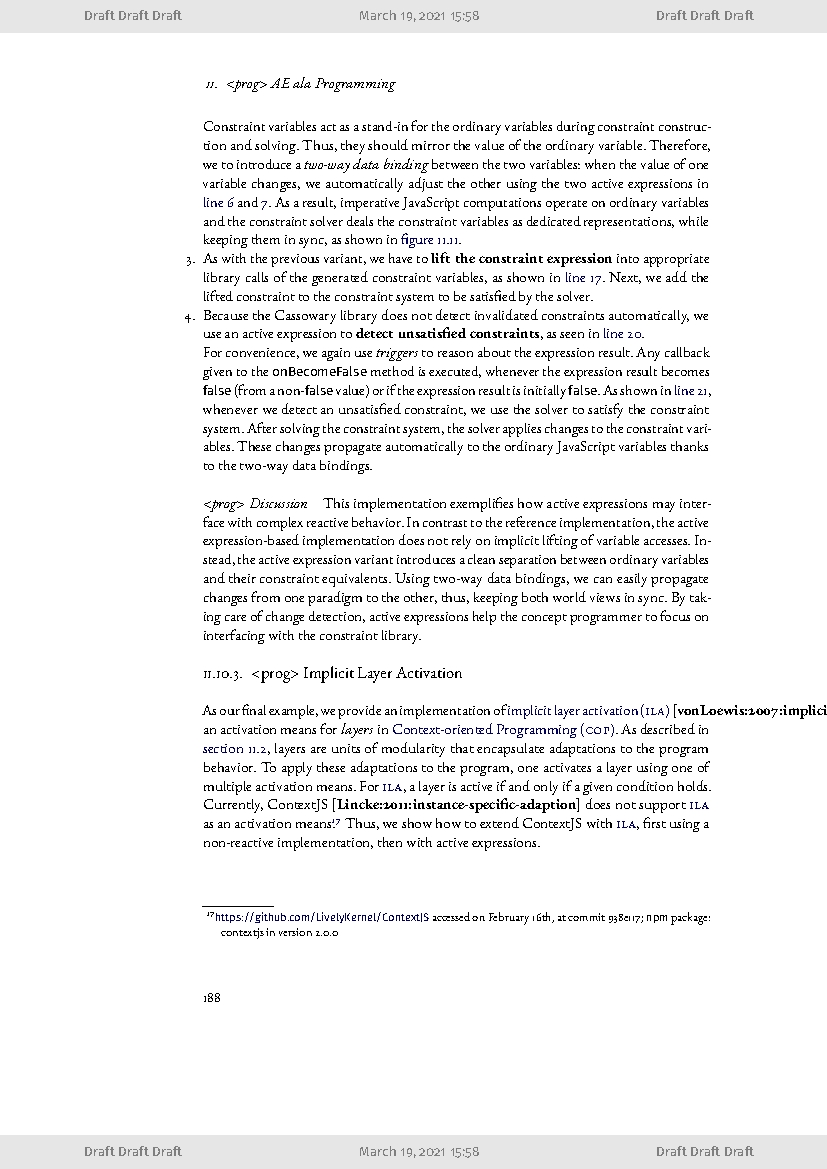 Draft Draft Draft March 19, 2021 15:58 Draft Draft Draft
11. <prog> AE ala Programming
Constraint variables act as a stand-in for the ordinary variables during constraint construc-
tion and solving. Thus, they should mirror the value of the ordinary variable. Therefore,
we to introduce a two-way data binding between the two variables: when the value of one
variable changes, we automatically adjust the other using the two active expressions in
line 6 and 7. As a result, imperative JavaScript computations operate on ordinary variables
and the constraint solver deals the constraint variables as dedicated representations, while
keeping them in sync, as shown in figure 11.11.
3. As with the previous variant, we have to lift the constraint expression into appropriate
library calls of the generated constraint variables, as shown in line 17. Next, we add the
lifted constraint to the constraint system to be satisfied by the solver.
4. Because the Cassowary library does not detect invalidated constraints automatically, we
use an active expression to detect unsatisfied constraints, as seen in line 20.
For convenience, we again use triggers to reason about the expression result. Any callback
given to the onBecomeFalse method is executed, whenever the expression result becomes
false (from a non-false value) or if the expression result is initially false. As shown in line 21,
whenever we detect an unsatisfied constraint, we use the solver to satisfy the constraint
system. After solving the constraint system, the solver applies changes to the constraint vari-
ables. These changes propagate automatically to the ordinary JavaScript variables thanks
to the two-way data bindings.
<prog> Discussion This implementation exemplifies how active expressions may inter-
face with complex reactive behavior. In contrast to the reference implementation, the active
expression-based implementation does not rely on implicit lifting of variable accesses. In-
stead, the active expression variant introduces a clean separation between ordinary variables
and their constraint equivalents. Using two-way data bindings, we can easily propagate
changes from one paradigm to the other, thus, keeping both world views in sync. By tak-
ing care of change detection, active expressions help the concept programmer to focus on
interfacing with the constraint library.
11.10.3. <prog> Implicit Layer Activation
As our final example, we provide an implementation of implicit layer activation (ILA) [vonLoewis:2007:implici
an activation means for layers in Context-oriented Programming (COP). As described in
section 11.2, layers are units of modularity that encapsulate adaptations to the program
behavior. To apply these adaptations to the program, one activates a layer using one of
multiple activation means. For ILA, a layer is active if and only if a given condition holds.
Currently, ContextJS [Lincke:2011:instance-specific-adaption] does not support ILA
as an activation means.17 Thus, we show how to extend ContextJS with ILA, first using a
non-reactive implementation, then with active expressions.
17https://github.com/LivelyKernel/ContextJS accessed on February 16th, at commit 938e117; npm package:
contextjs in version 2.0.0
188
Draft Draft Draft March 19, 2021 15:58 Draft Draft Draft